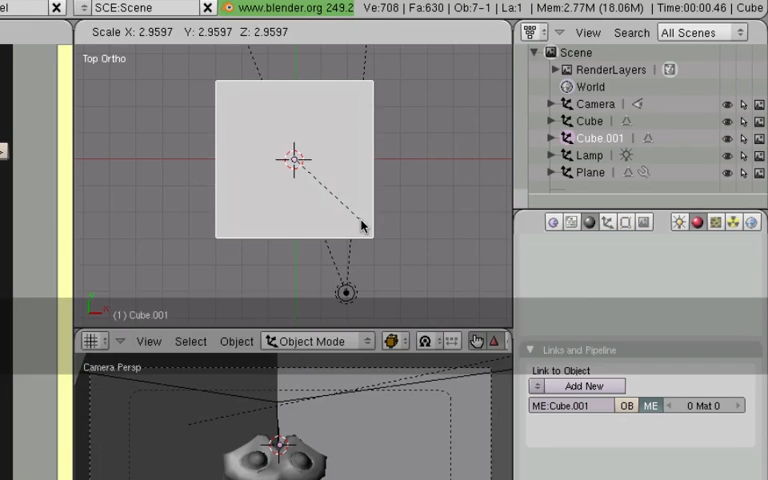 el
SCE:Scene
www.blender.org 249.2
Ve:708 | Fa:630 | Ob:7-1 | La:1 | Mem:2.77M (18.06M) | Time:00:00.46 | Cube
Scale X: 2.9597 Y: 2.9597 Z: 2.9597
Top Ortho
(1) Cube.001
View Select Object Object Mode
Camera Persp
View Search All Scenes
Scene
RenderLayers
World
Camera
Cube
Cube.001
Lamp
Plane
Links and Pipeline
Link to Object
Add New
ME:Cube.001 OB ME 0 Mat 0